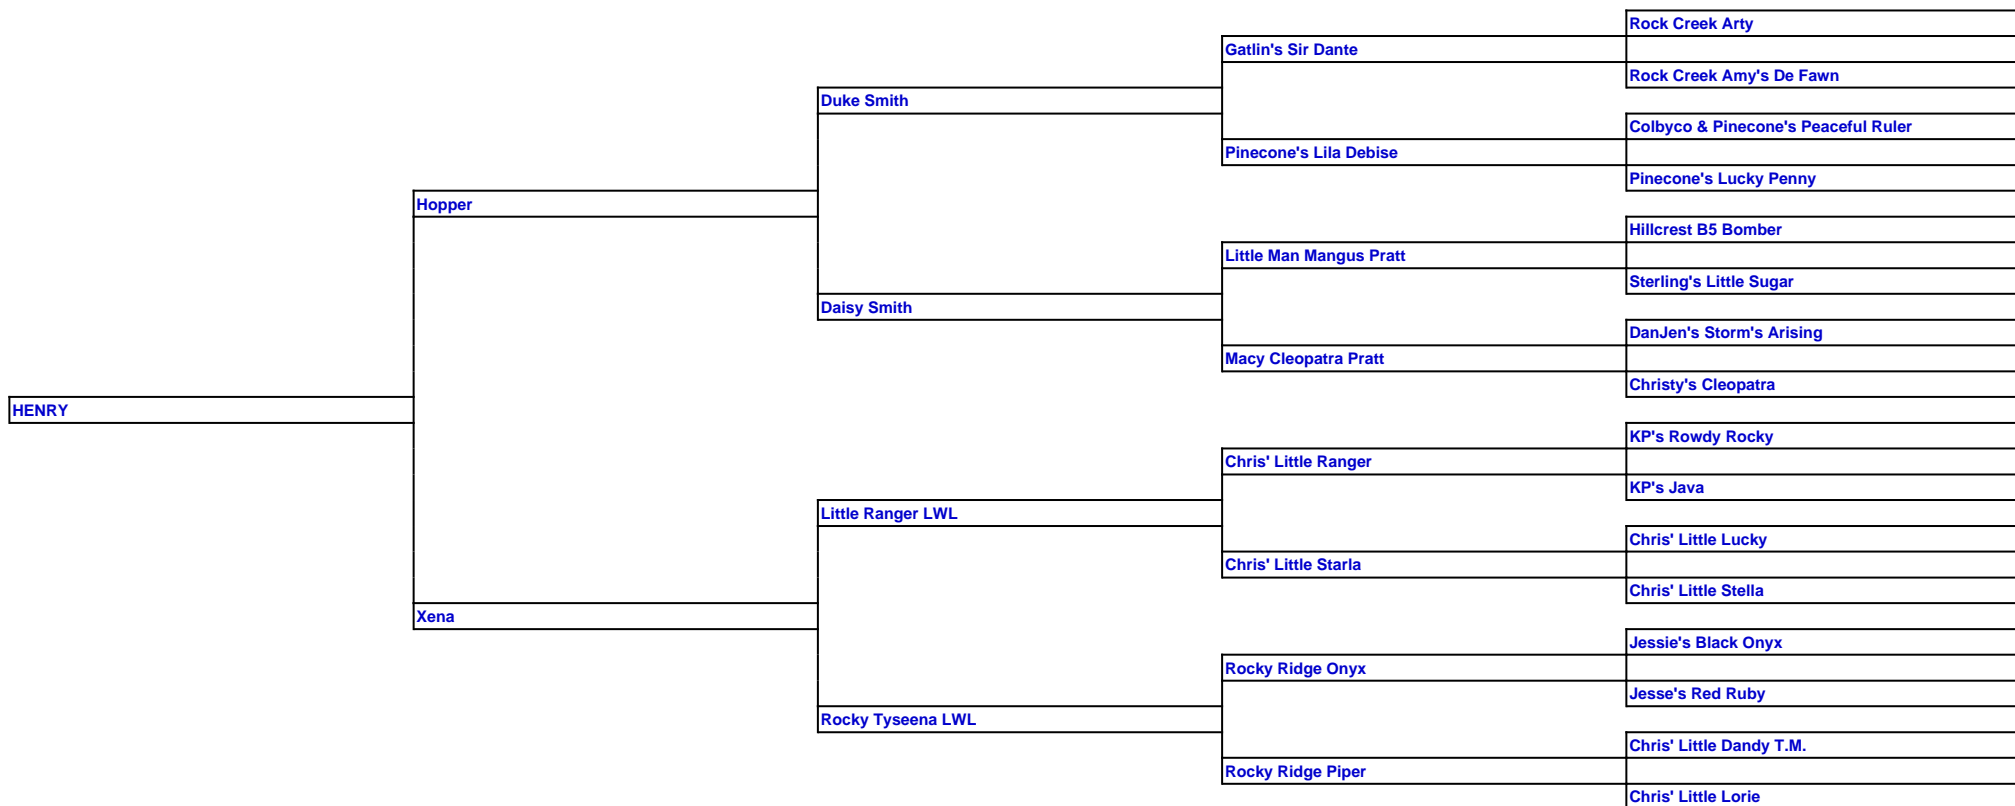 Rock Creek Arty
Gatlin's Sir Dante
Rock Creek Amy's De Fawn
Duke Smith
Colbyco & Pinecone's Peaceful Ruler
Pinecone's Lila Debise
Pinecone's Lucky Penny
Hopper
Hillcrest B5 Bomber
Little Man Mangus Pratt
Sterling's Little Sugar
Daisy Smith
DanJen's Storm's Arising
Macy Cleopatra Pratt
Christy's Cleopatra
HENRY
KP's Rowdy Rocky
Chris' Little Ranger
KP's Java
Little Ranger LWL
Chris' Little Lucky
Chris' Little Starla
Chris' Little Stella
Xena
Jessie's Black Onyx
Rocky Ridge Onyx
Jesse's Red Ruby
Rocky Tyseena LWL
Chris' Little Dandy T.M.
Rocky Ridge Piper
Chris' Little Lorie